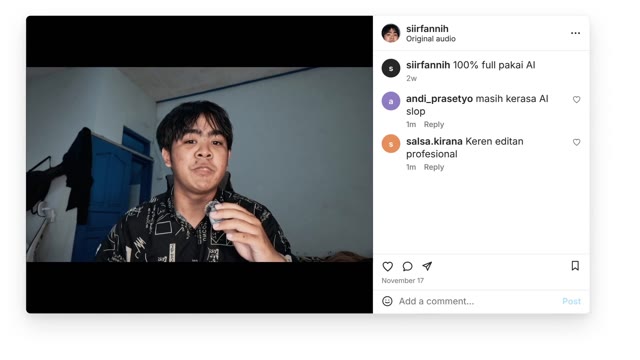 siirfannih
Original audio
s
siirfannih 100% full pakai AI
2w
a
andi_prasetyo masih kerasa AI
slop
1m Reply
s
salsa.kirana Keren editan
profesional
1m Reply
November 17
Add a comment...
Post